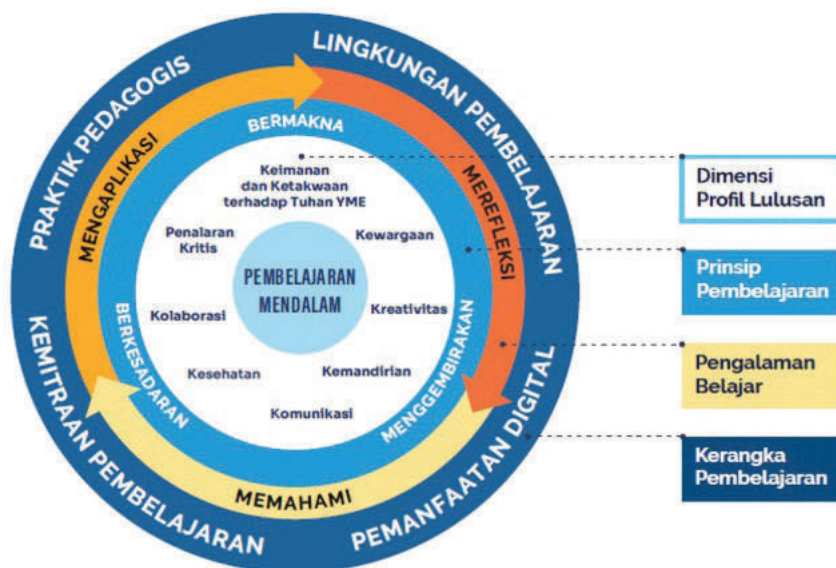 PRAKTIK PEDAGOGIS
LINGKUNGAN PEMBELAJARAN
KEMITRAAN PEMBELAJARAN
PEMANFAATAN DIGITAL
MENGAPLIKASI
MEREFLEKSI
MEMAHAMI
BERMAKNA
BERKESADARAN
MENGGEMBIRAKAN
Keimanan
dan Ketakwaan
terhadap Tuhan YME
Penalaran
Kritis
Kewargaan
PEMBELAJARAN
MENDALAM
Kolaborasi
Kreativitas
Kesehatan
Kemandirian
Komunikasi
Dimensi
Profil Lulusan
Prinsip
Pembelajaran
Pengalaman
Belajar
Kerangka
Pembelajaran